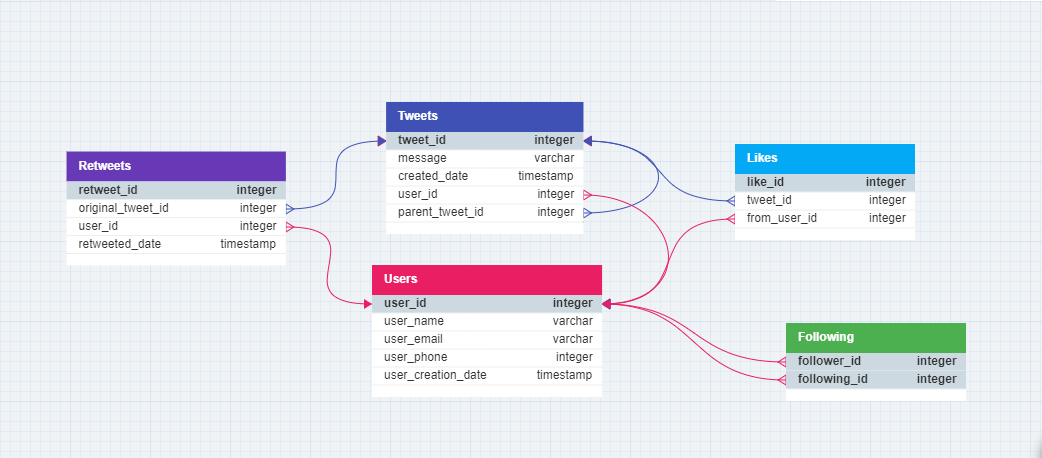 Tweets
tweet_id integer
message varchar
created_date timestamp
user_id integer
parent_tweet_id integer
Retweets
retweet_id integer
original_tweet_id integer
user_id integer
retweeted_date timestamp
Likes
like_id integer
tweet_id integer
from_user_id integer
Users
user_id integer
user_name varchar
user_email varchar
user_phone integer
user_creation_date timestamp
Following
follower_id integer
following_id integer